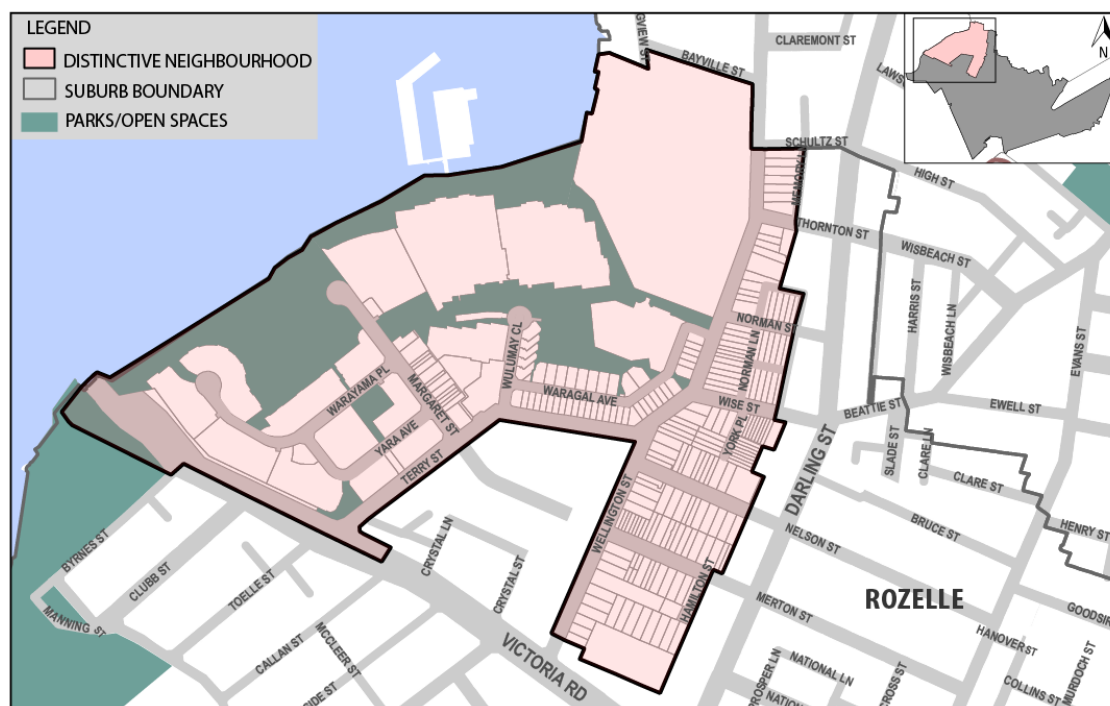 LEGEND
DISTINCTIVE NEIGHBOURHOOD
SUBURB BOUNDARY
PARKS/OPEN SPACES
BAYVILLE ST
CLAREMONT ST
N
SCHULTZ ST
HIGH ST
THORNTON ST
WISBEACH ST
HARRIS ST
WISBEACH LN
EVANS ST
NORMAN ST
NORMAN LN
WULUMAY CL
WARAGAL AVE
WARAYAMA PL
MARGARET ST
YARA AVE
TERRY ST
WISE ST
YORK PL
BEATTIE ST
EWELL ST
SLADE ST
CLARE LN
CLARE ST
DARLING ST
BRUCE ST
HENRY ST
WELLINGTON ST
NELSON ST
HAMILTON ST
MERTON ST
ROZELLE
HANOVER ST
GOODSIR
BYRNES ST
CLUBB ST
TOELLE ST
MANNING ST
CALLAN ST
MCCLEER ST
CRYSTAL LN
CRYSTAL ST
VICTORIA RD
SIDE ST
PROSPER LN
NATIONAL LN
CROSS ST
COLLINS ST
MURDOCH ST